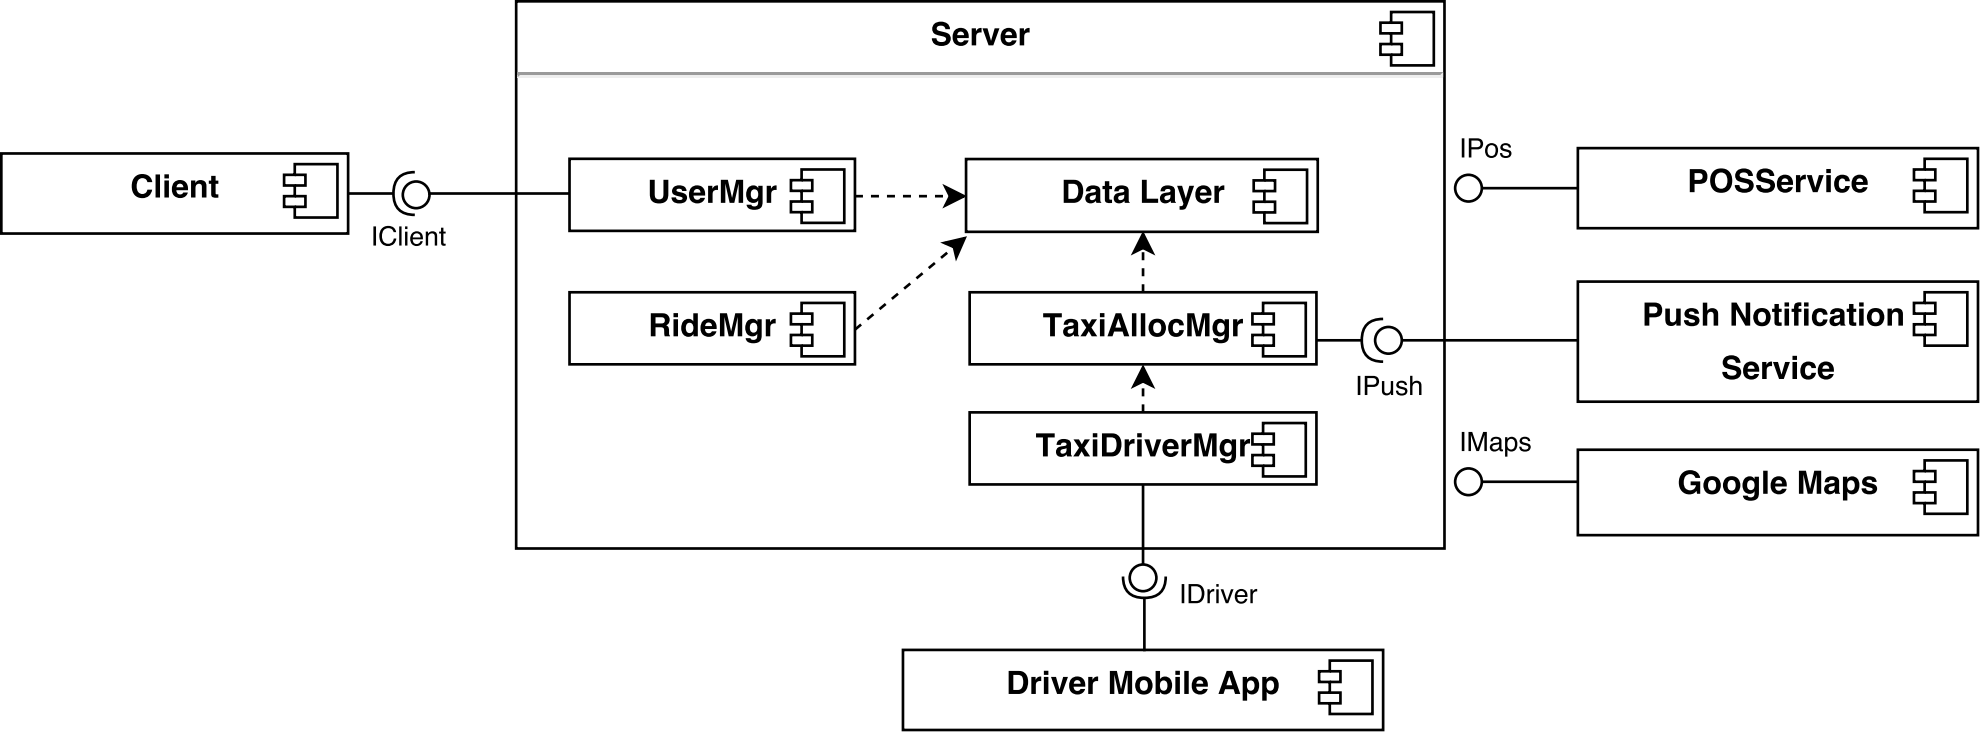 Server
Client
IClient
UserMgr
Data Layer
IPos
POSService
RideMgr
TaxiAllocMgr
IPush
Push Notification
Service
TaxiDriverMgr
IMaps
Google Maps
IDriver
Driver Mobile App